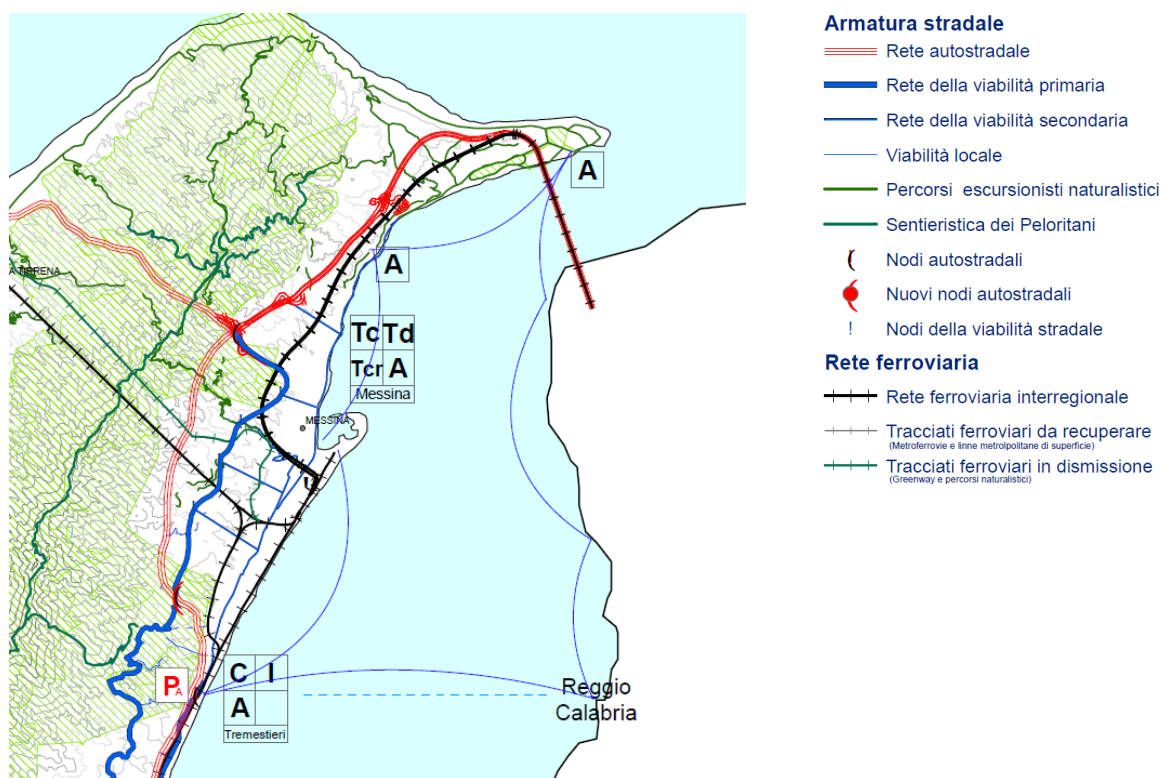 A TIRRENA
A
A
Tc Td
Tcr A
Messina
MESSINA
C I
A
Tremestieri
PA
Reggio
Calabria
Armatura stradale
Rete autostradale
Rete della viabilità primaria
Rete della viabilità secondaria
Viabilità locale
Percorsi escursionisti naturalistici
Sentieristica dei Peloritani
Nodi autostradali
Nuovi nodi autostradali
Nodi della viabilità stradale
Rete ferroviaria
Rete ferroviaria interregionale
Tracciati ferroviari da recuperare
(Metroferrovie e linne metrolpolitane di superficie)
Tracciati ferroviari in dismissione
(Greenway e percorsi naturalistici)